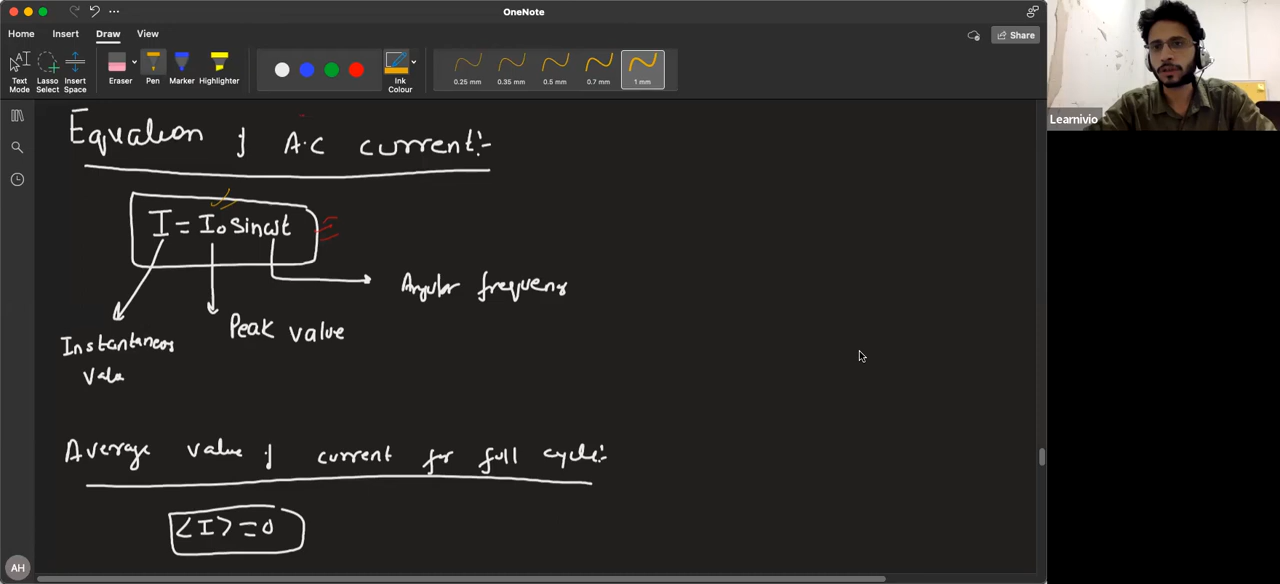 OneNote
Home Insert Draw View
Share
Text Mode
Lasso Select
Insert Space
Eraser
Pen
Marker
Highlighter
Ink Colour
0.25 mm
0.35 mm
0.5 mm
0.7 mm
1 mm
Learnivio
Equation of A.C current:-
I = I₀ sinωt
Angular frequency
Peak value
Instantaneous
Value
Average value of current for full cycle:-
<I> = 0
AH